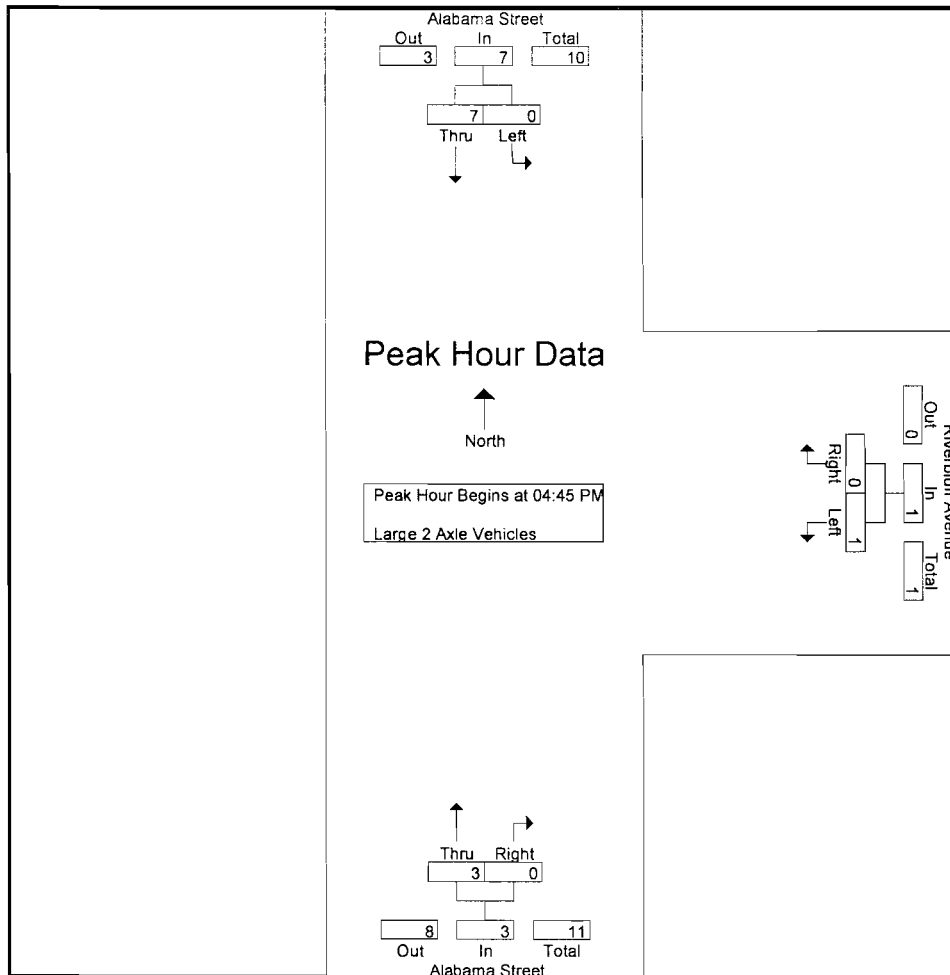 Alabama Street
Out In Total
3 7 10
7 0
Thru Left
Peak Hour Data
North
Peak Hour Begins at 04:45 PM
Large 2 Axle Vehicles
Right Left
0 1
Out In Total
0 1 1
Avenue
Thru Right
3 0
8 3 11
Out In Total
Alabama Street